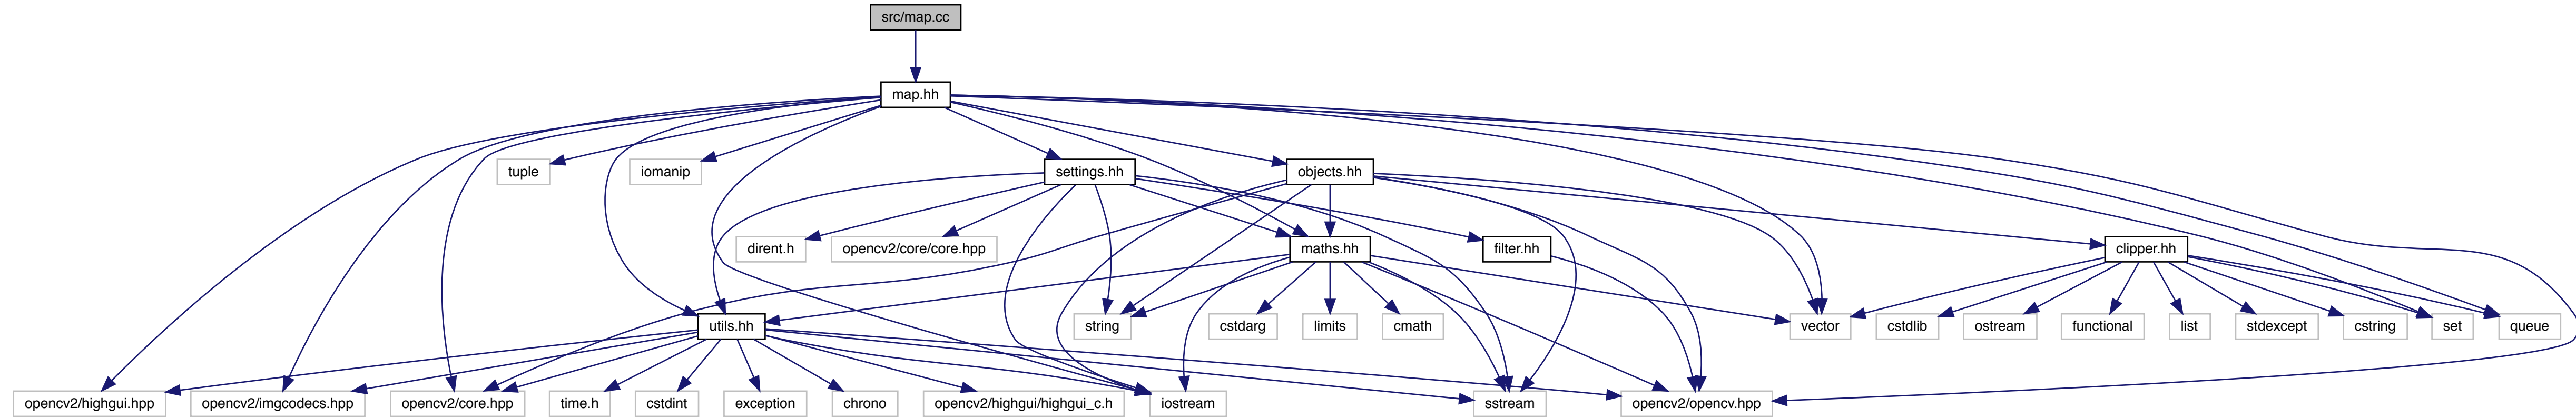 src/map.cc
map.hh
tuple
iomanip
settings.hh
objects.hh
dirent.h
opencv2/core/core.hpp
maths.hh
filter.hh
clipper.hh
utils.hh
string
cstdarg
limits
cmath
vector
cstdlib
ostream
functional
list
stdexcept
cstring
set
queue
opencv2/highgui.hpp
opencv2/imgcodecs.hpp
opencv2/core.hpp
time.h
cstdint
exception
chrono
opencv2/highgui/highgui_c.h
iostream
sstream
opencv2/opencv.hpp